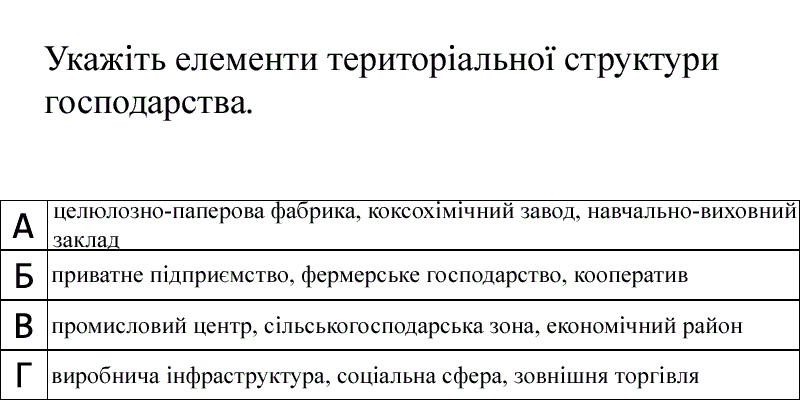 Укажіть елементи територіальної структури
господарства.
А
целюлозно-паперова фабрика, коксохімічний завод, навчально-виховний
заклад
Б
приватне підприємство, фермерське господарство, кооператив
В
промисловий центр, сільськогосподарська зона, економічний район
Г
виробнича інфраструктура, соціальна сфера, зовнішня торгівля